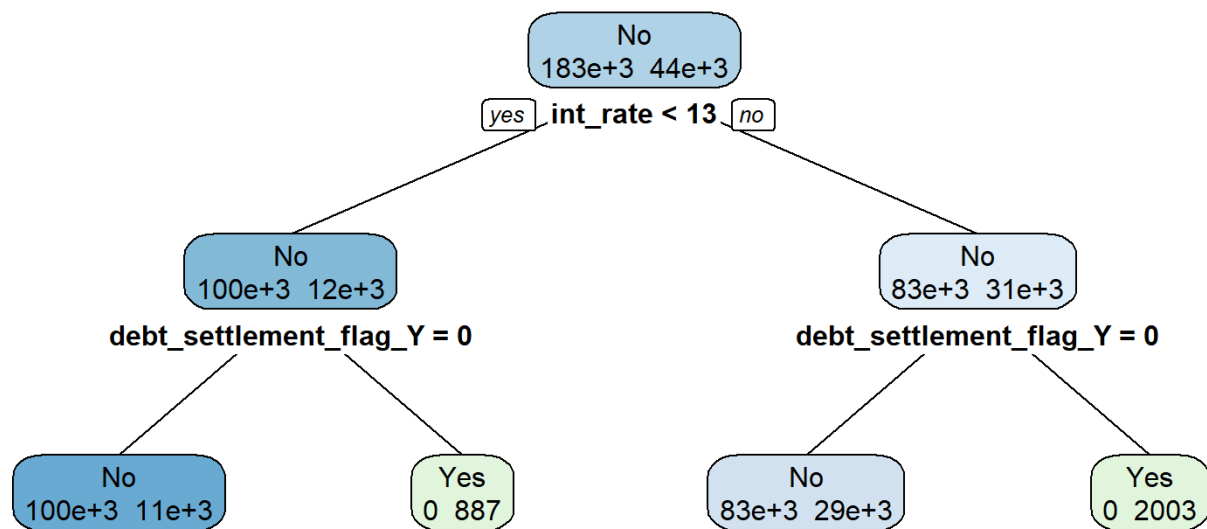 No
183e+3 44e+3
yes int_rate < 13 no
No
100e+3 12e+3
No
83e+3 31e+3
debt_settlement_flag_Y = 0
debt_settlement_flag_Y = 0
No
100e+3 11e+3
Yes
0 887
No
83e+3 29e+3
Yes
0 2003